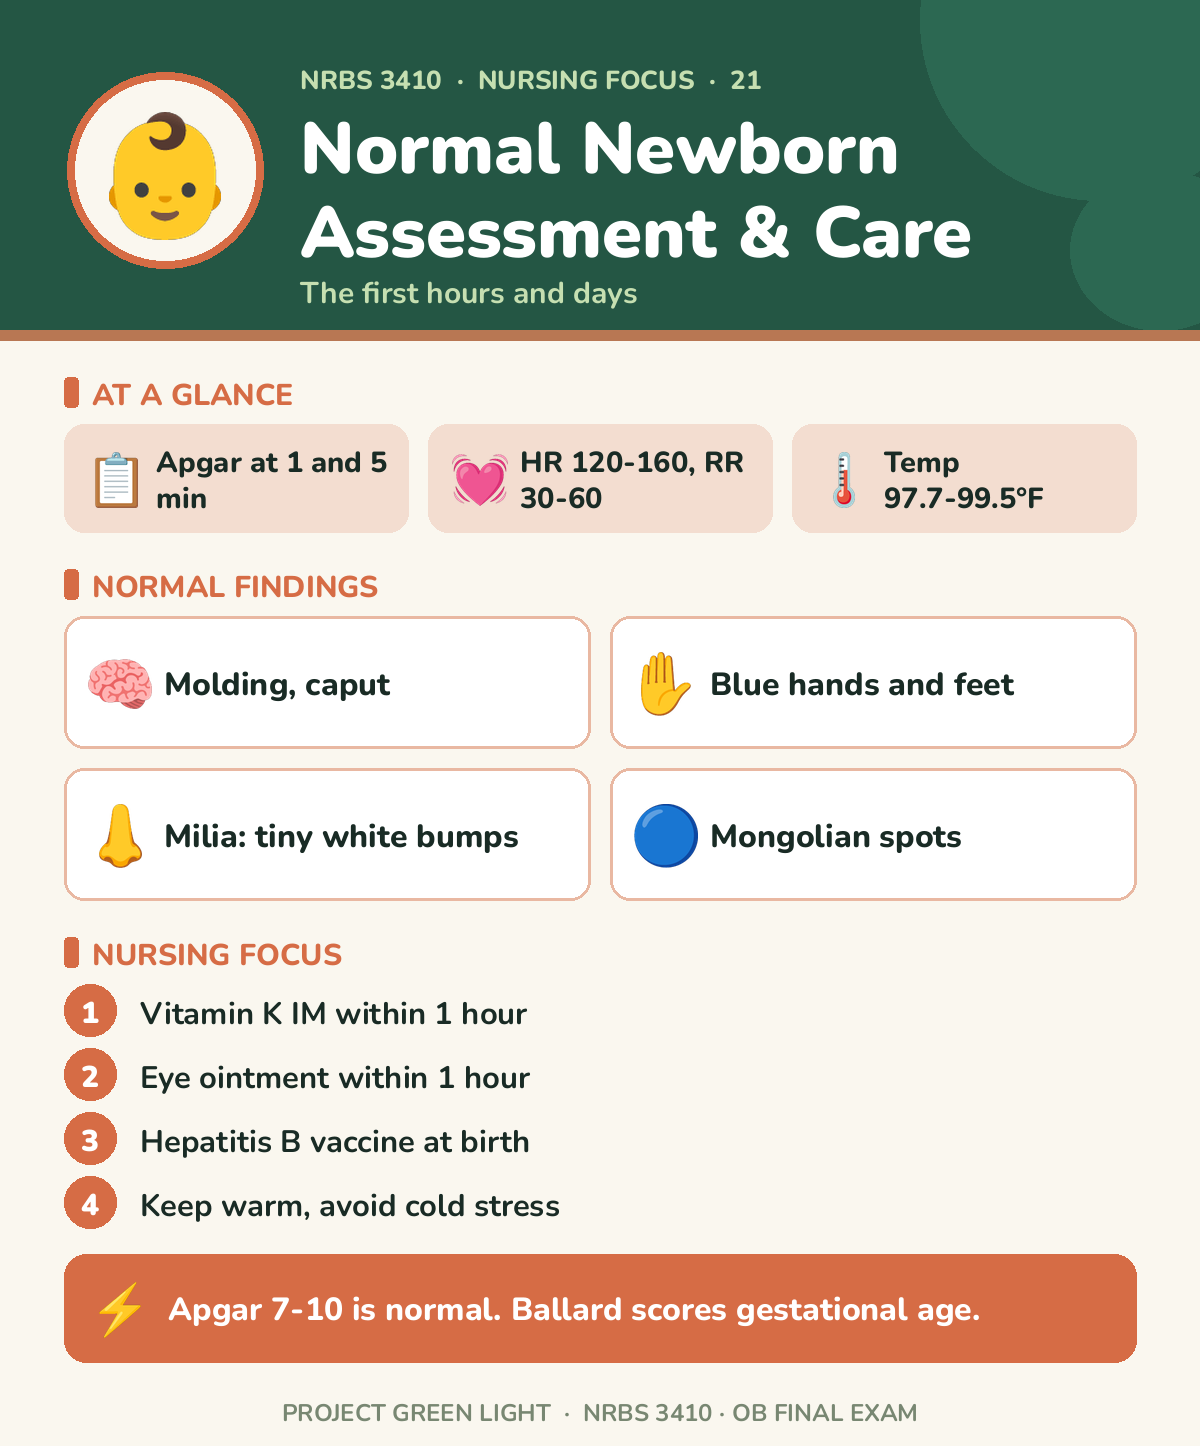 NRBS 3410 · NURSING FOCUS · 21
Normal Newborn
Assessment & Care
The first hours and days
AT A GLANCE
Apgar at 1 and 5
min
HR 120-160, RR
30-60
Temp
97.7-99.5°F
NORMAL FINDINGS
Molding, caput
Blue hands and feet
Milia: tiny white bumps
Mongolian spots
NURSING FOCUS
1 Vitamin K IM within 1 hour
2 Eye ointment within 1 hour
3 Hepatitis B vaccine at birth
4 Keep warm, avoid cold stress
Apgar 7-10 is normal. Ballard scores gestational age.
PROJECT GREEN LIGHT · NRBS 3410 · OB FINAL EXAM